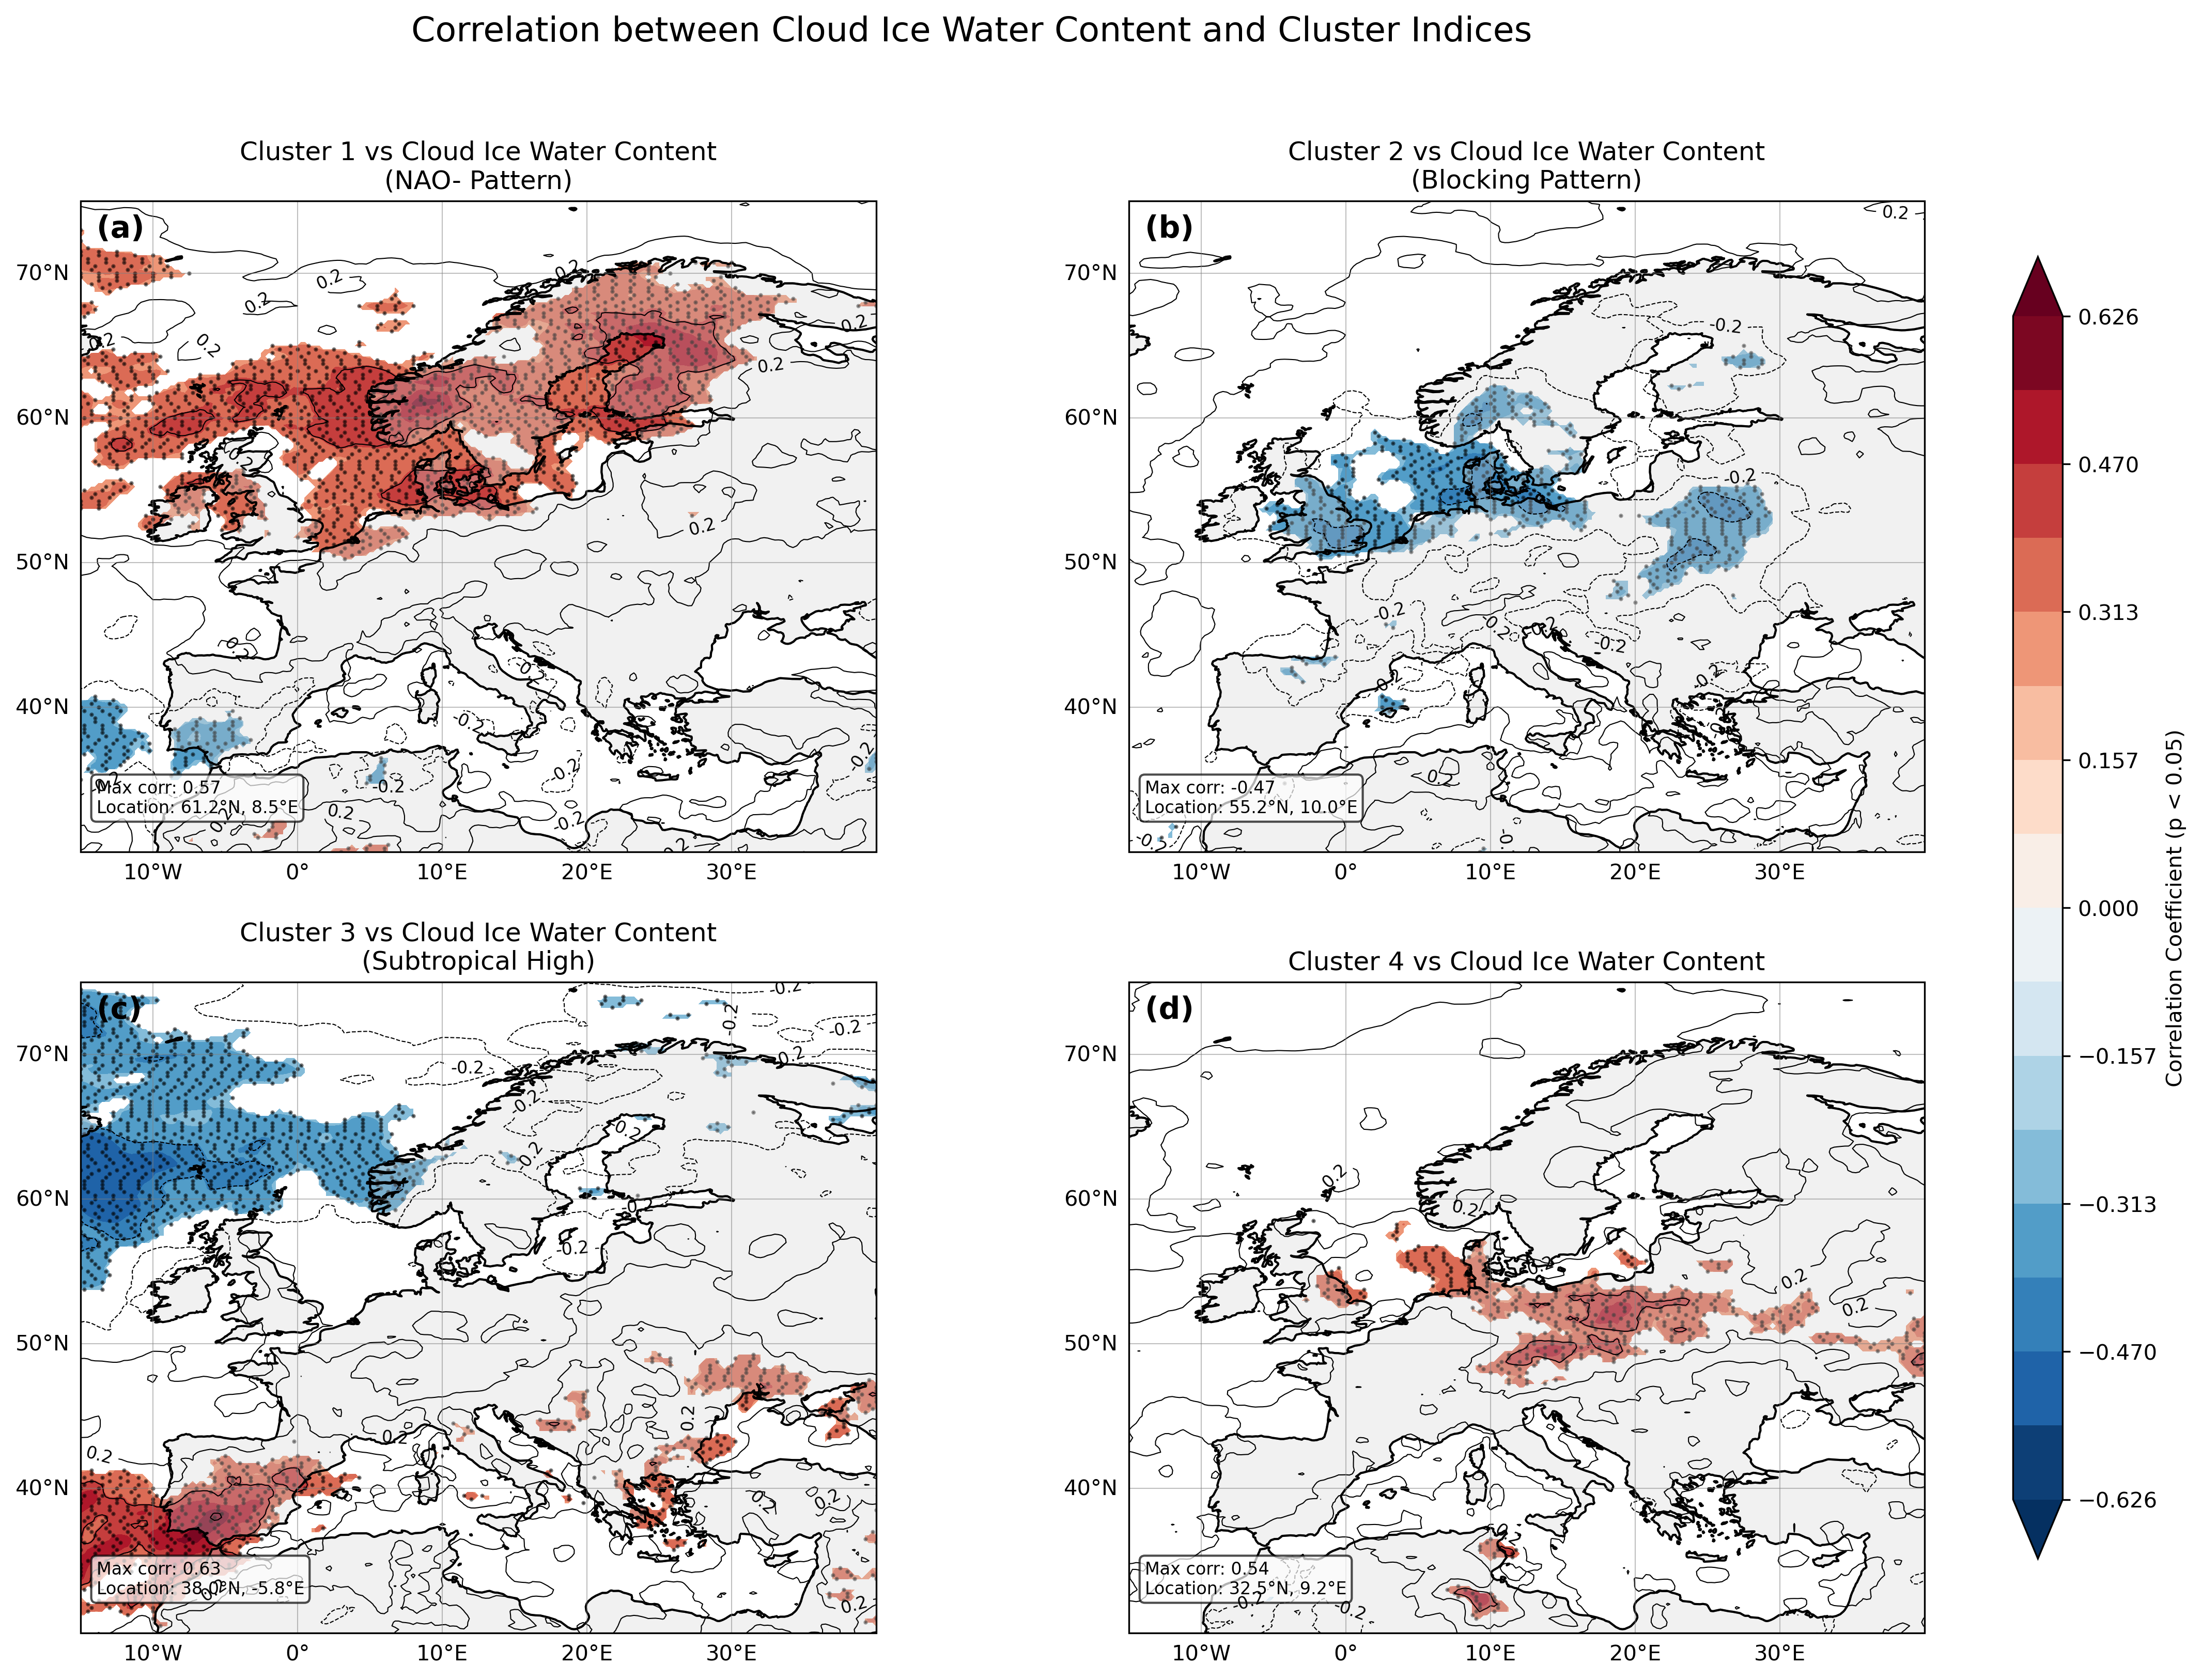 Correlation between Cloud Ice Water Content and Cluster Indices
Cluster 1 vs Cloud Ice Water Content
(NAO- Pattern)
(a)
70°N
60°N
50°N
40°N
10°W 0° 10°E 20°E 30°E
0.2
0.2
0.2
0.2
0.2
0.2
0.2
0.2
-0.2
-0.2
-0.2
-0.2
-0.2
0.2
Max corr: 0.57
Location: 61.2°N, 8.5°E
Cluster 2 vs Cloud Ice Water Content
(Blocking Pattern)
(b)
70°N
60°N
50°N
40°N
10°W 0° 10°E 20°E 30°E
0.2
-0.2
-0.2
-0.2
-0.2
-0.2
-0.2
0.2
Max corr: -0.47
Location: 55.2°N, 10.0°E
Cluster 3 vs Cloud Ice Water Content
(Subtropical High)
(c)
70°N
60°N
50°N
40°N
10°W 0° 10°E 20°E 30°E
-0.2
-0.2
-0.2
-0.2
-0.2
-0.2
-0.2
-0.2
0.2
0.2
0.2
0.2
0.2
0.2
Max corr: 0.63
Location: 38.0°N, -5.8°E
Cluster 4 vs Cloud Ice Water Content
(d)
70°N
60°N
50°N
40°N
10°W 0° 10°E 20°E 30°E
0.2
0.2
0.2
0.2
-0.2
-0.2
Max corr: 0.54
Location: 32.5°N, 9.2°E
0.626
0.470
0.313
0.157
0.000
−0.157
−0.313
−0.470
−0.626
Correlation Coefficient (p < 0.05)